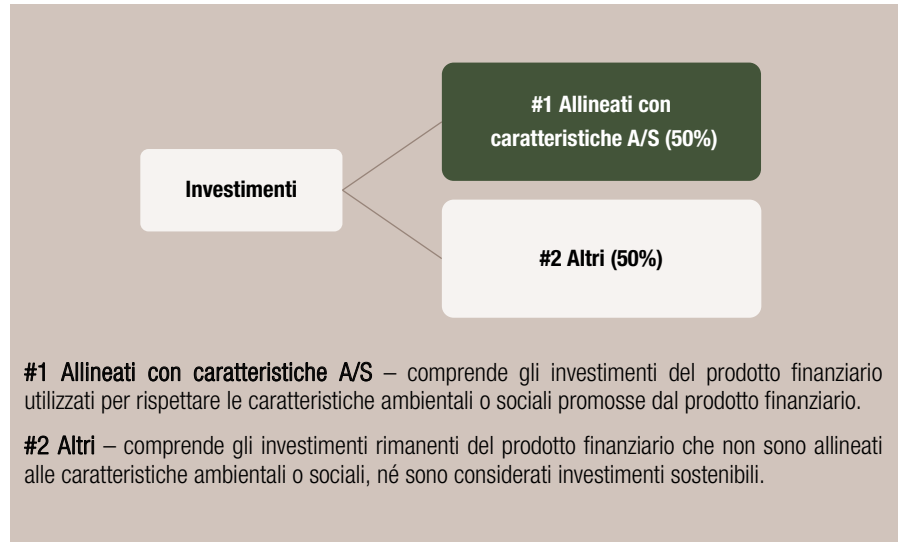 #1 Allineati con
caratteristiche A/S (50%)
Investimenti
#2 Altri (50%)
#1 Allineati con caratteristiche A/S – comprende gli investimenti del prodotto finanziario
utilizzati per rispettare le caratteristiche ambientali o sociali promosse dal prodotto finanziario.
#2 Altri – comprende gli investimenti rimanenti del prodotto finanziario che non sono allineati
alle caratteristiche ambientali o sociali, né sono considerati investimenti sostenibili.